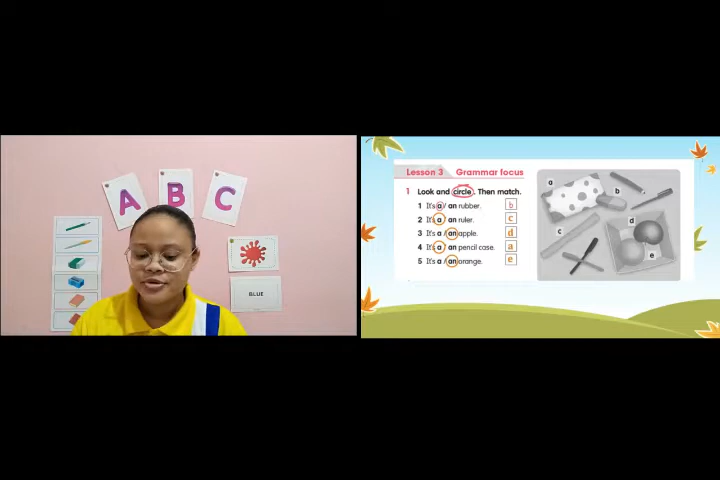 A
B
C
BLUE
Lesson 3 Grammar focus
1 Look and circle. Then match.
1 It's a / an rubber. b
2 It's a / an ruler. c
3 It's a / an apple. d
4 It's a / an pencil case. a
5 It's a / an orange. e
a
b
c
d
e